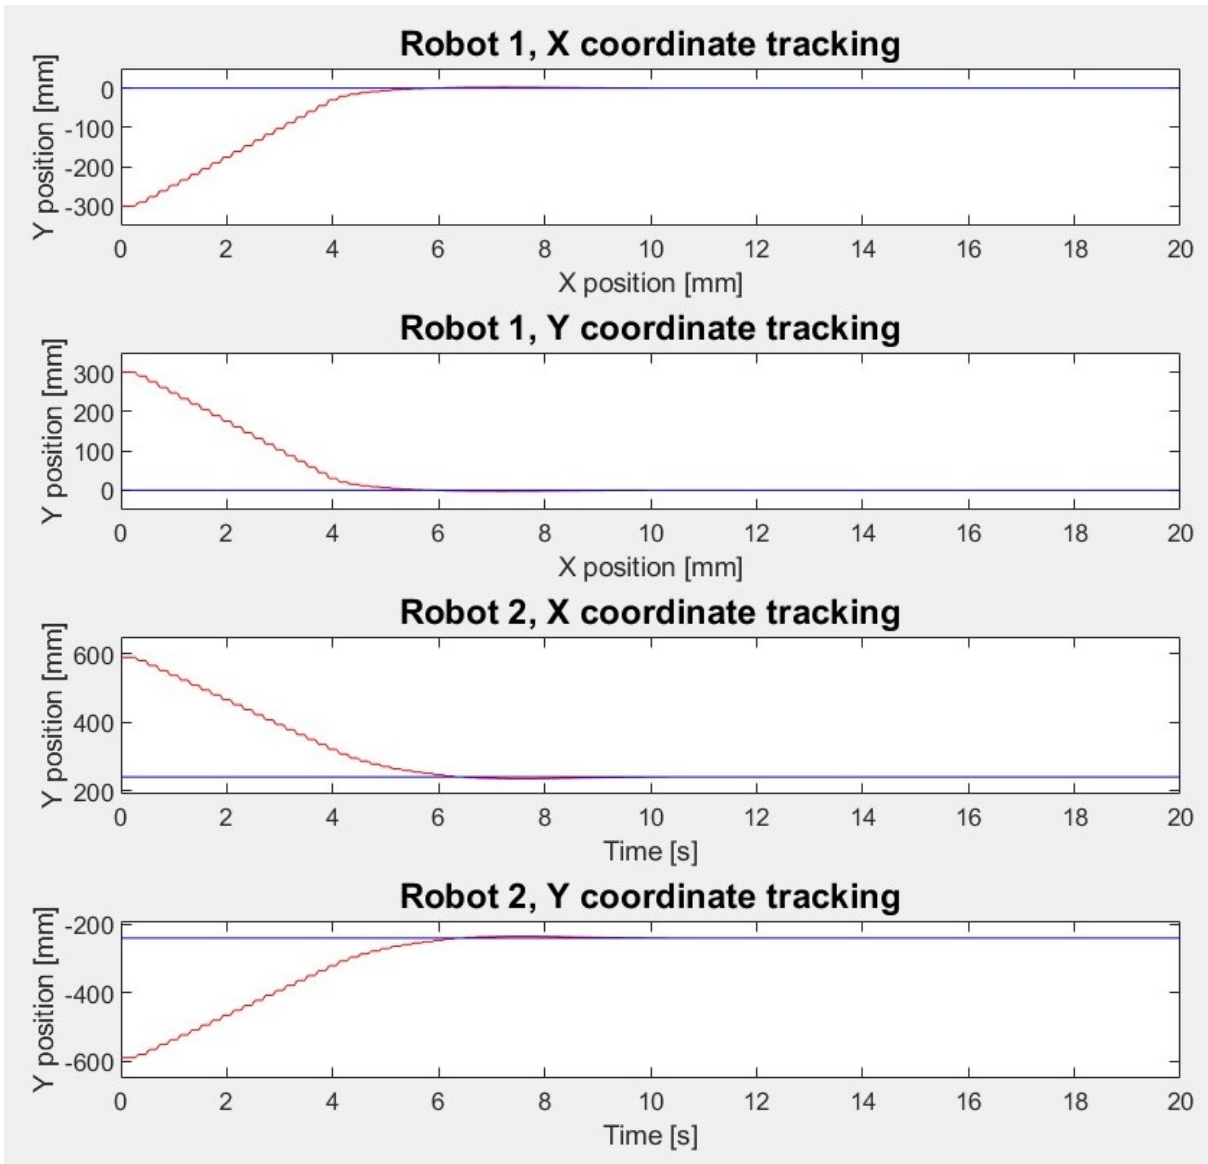 Robot 1, X coordinate tracking
Y position [mm]
0
-100
-200
-300
0 2 4 6 8 10 12 14 16 18 20
X position [mm]
Robot 1, Y coordinate tracking
Y position [mm]
300
200
100
0
0 2 4 6 8 10 12 14 16 18 20
X position [mm]
Robot 2, X coordinate tracking
Y position [mm]
600
400
200
0 2 4 6 8 10 12 14 16 18 20
Time [s]
Robot 2, Y coordinate tracking
Y position [mm]
-200
-400
-600
0 2 4 6 8 10 12 14 16 18 20
Time [s]